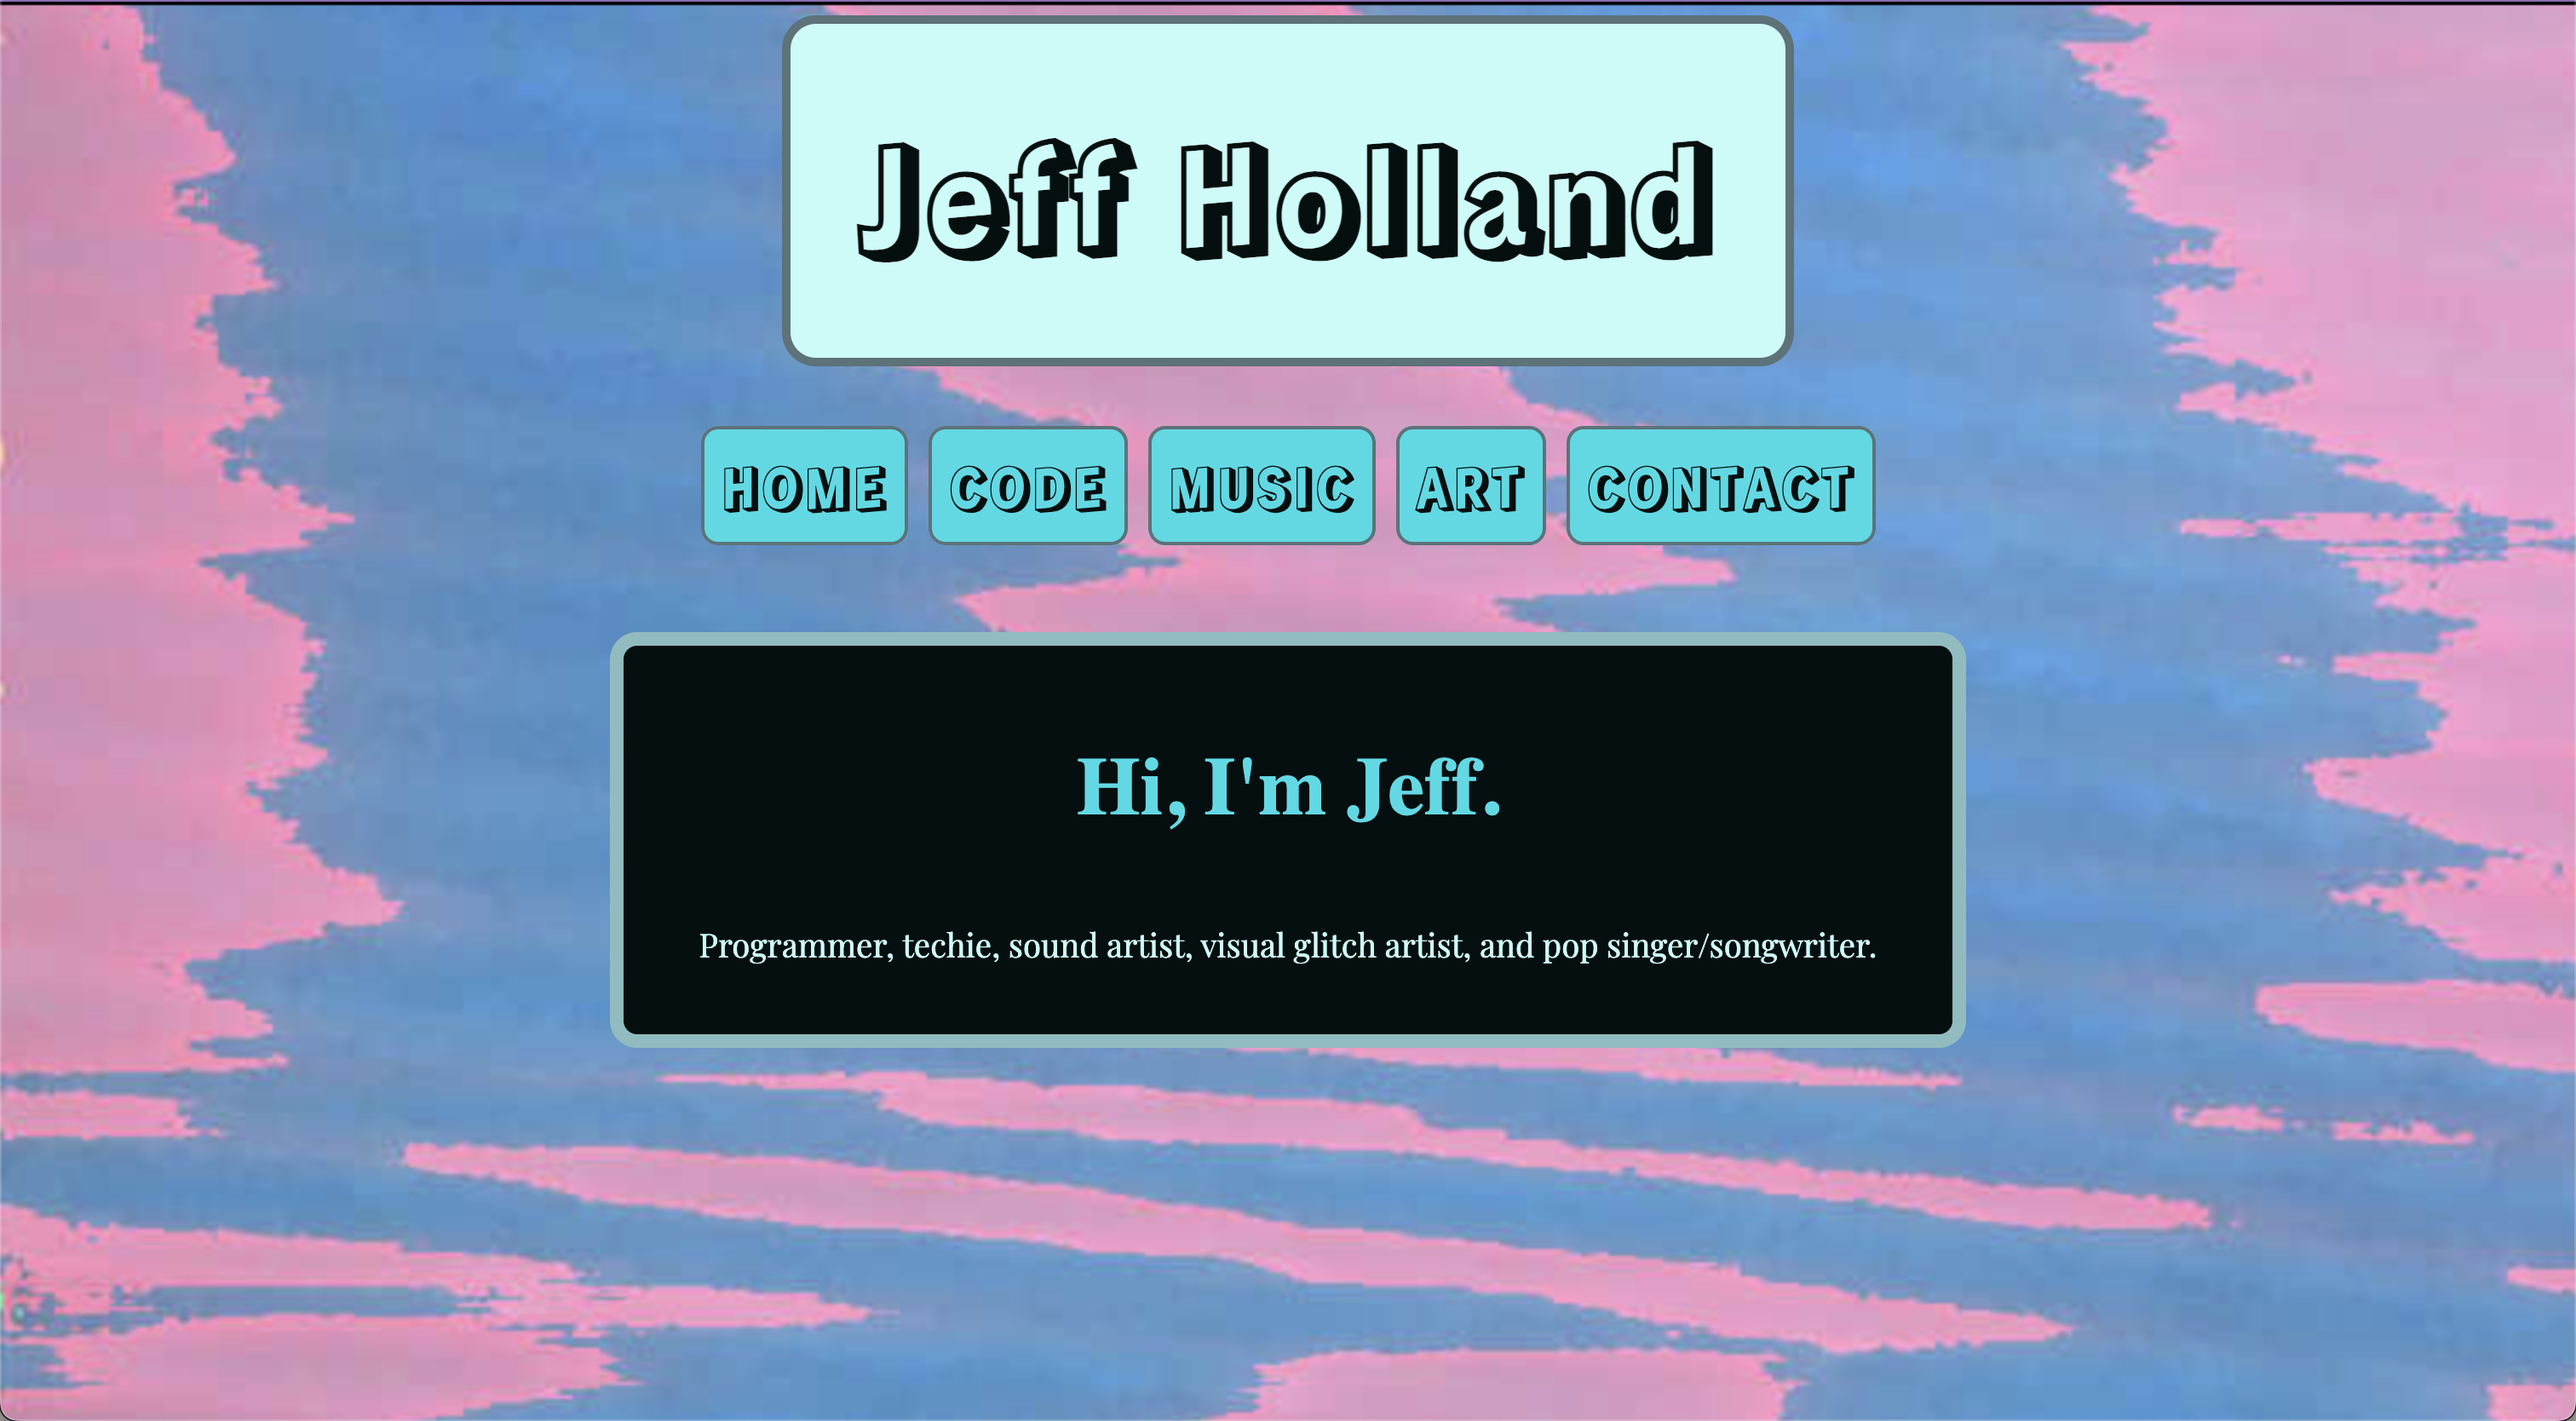 Jeff Holland
HOME CODE MUSIC ART CONTACT
Hi, I'm Jeff.
Programmer, techie, sound artist, visual glitch artist, and pop singer/songwriter.